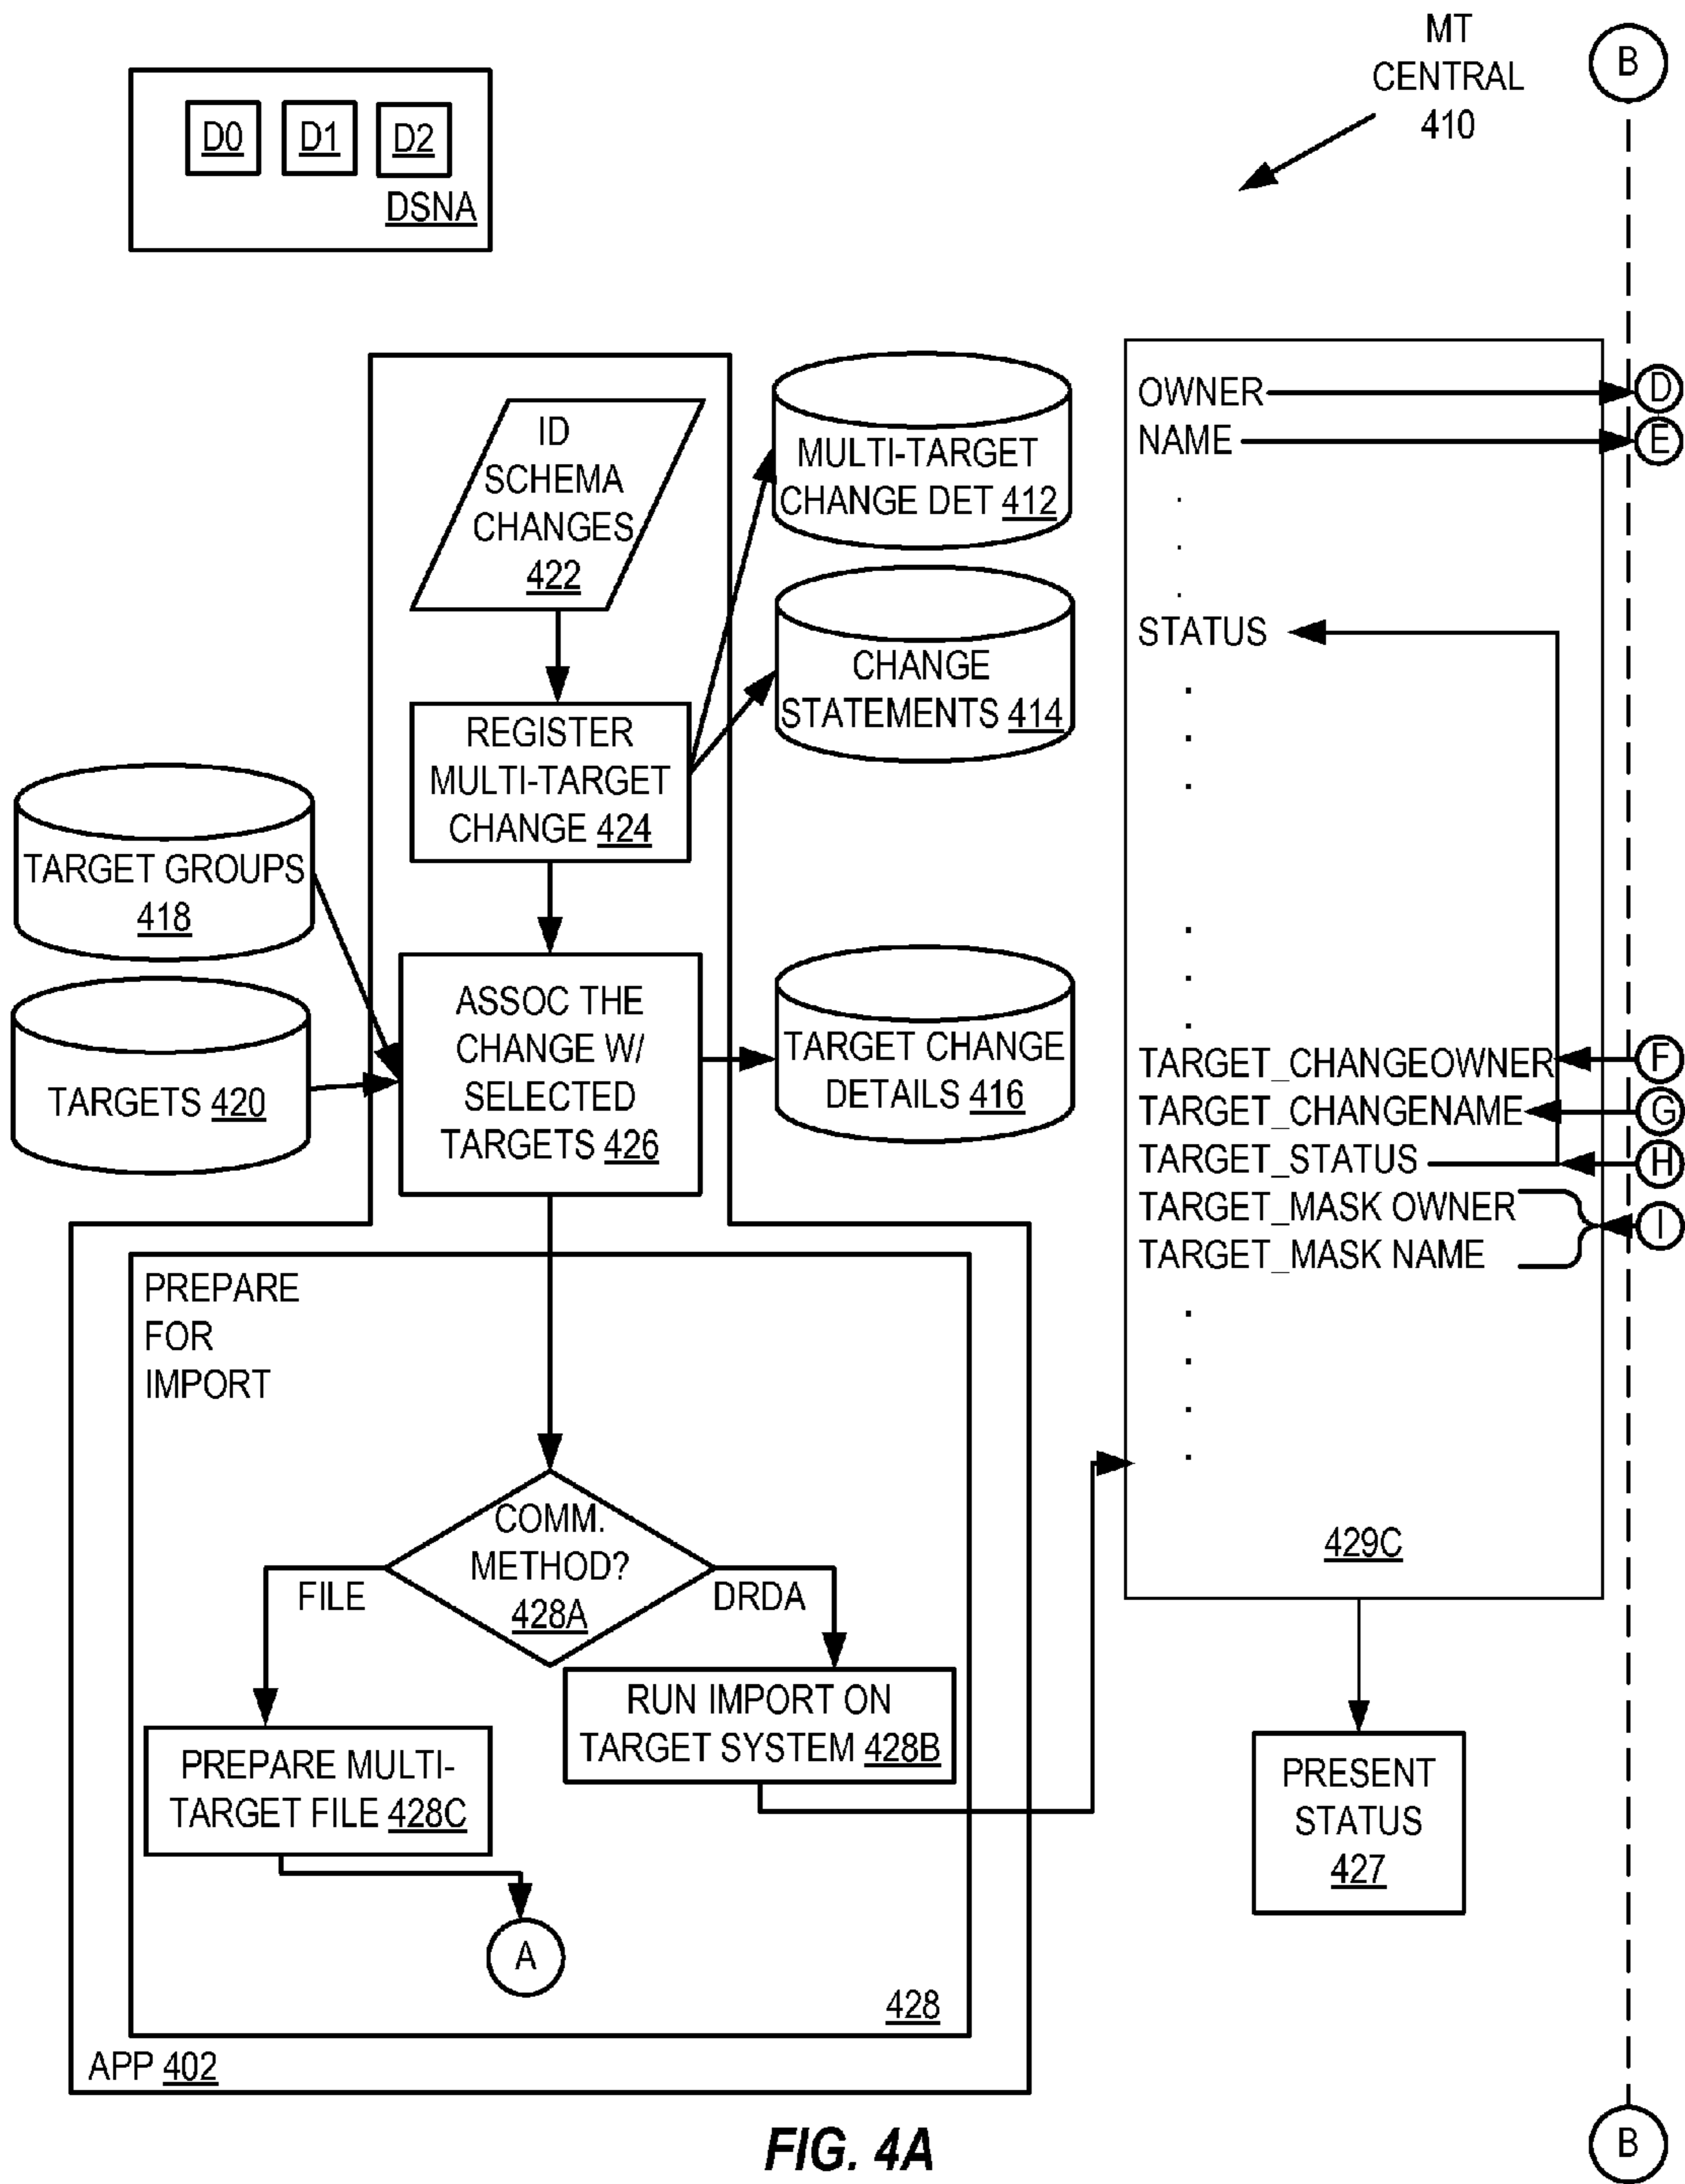 MT
CENTRAL
410
B
D0 D1 D2
DSNA
ID
SCHEMA
CHANGES
422
MULTI-TARGET
CHANGE DET 412
CHANGE
STATEMENTS 414
REGISTER
MULTI-TARGET
CHANGE 424
TARGET GROUPS
418
TARGETS 420
ASSOC THE
CHANGE W/
SELECTED
TARGETS 426
TARGET CHANGE
DETAILS 416
OWNER
D
NAME
E
.
.
.
STATUS
.
.
.
.
.
.
TARGET_CHANGEOWNER
F
TARGET_CHANGENAME
G
TARGET_STATUS
H
TARGET_MASK OWNER
TARGET_MASK NAME
I
.
.
.
.
429C
PREPARE
FOR
IMPORT
COMM.
METHOD?
428A
FILE
DRDA
RUN IMPORT ON
TARGET SYSTEM 428B
PREPARE MULTI-
TARGET FILE 428C
A
428
APP 402
PRESENT
STATUS
427
B
FIG. 4A